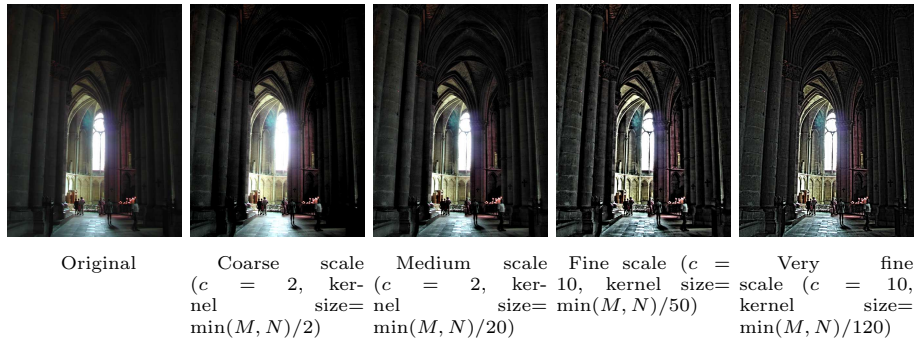 Original
Coarse scale
(c = 2, ker-
nel size=
min(M, N)/2)
Medium scale
(c = 2, ker-
nel size=
min(M, N)/20)
Fine scale (c =
10, kernel size=
min(M, N)/50)
Very fine
scale (c = 10,
kernel size=
min(M, N)/120)